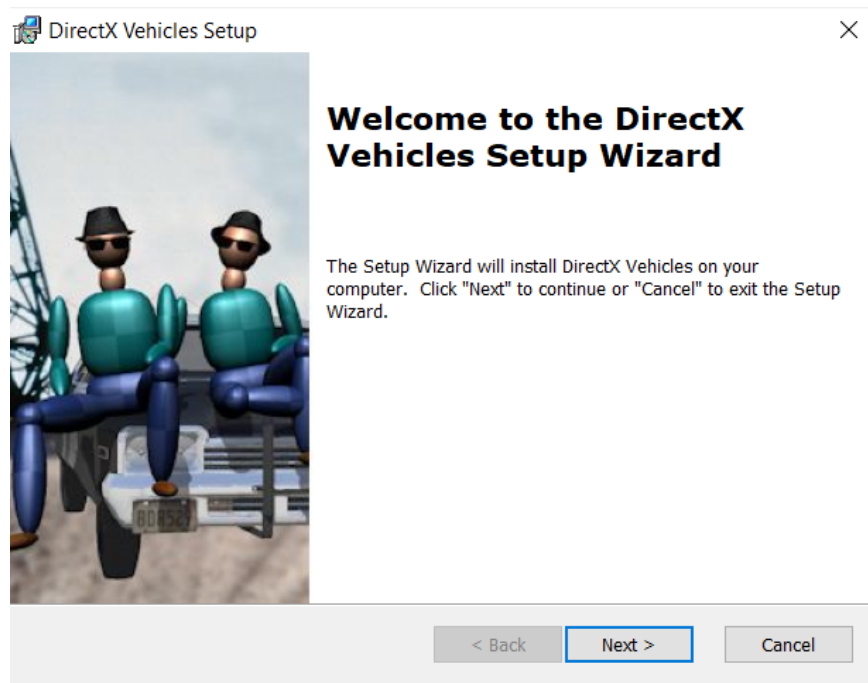 DirectX Vehicles Setup
Welcome to the DirectX
Vehicles Setup Wizard
The Setup Wizard will install DirectX Vehicles on your
computer.  Click "Next" to continue or "Cancel" to exit the Setup
Wizard.
< Back
Next >
Cancel